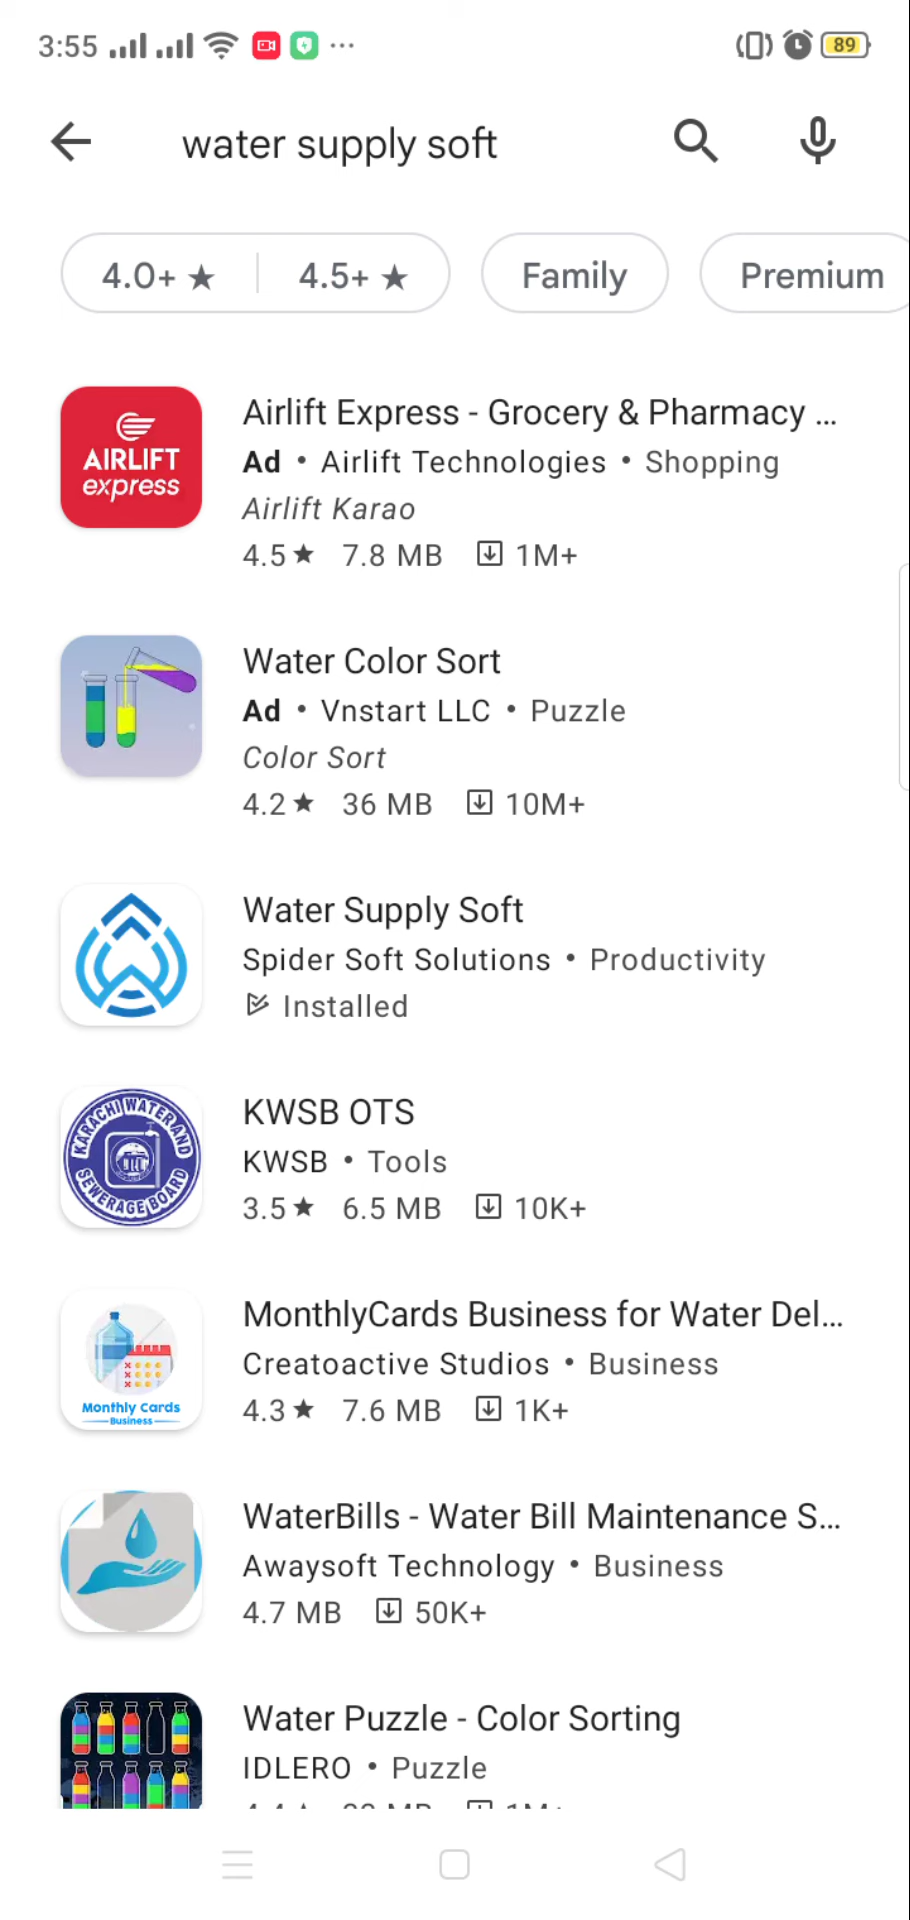 3:55
89
water supply soft
4.0+ ★ 4.5+ ★ Family Premium
AIRLIFT
express
Airlift Express - Grocery & Pharmacy ...
Ad • Airlift Technologies • Shopping
Airlift Karao
4.5★ 7.8 MB 1M+
Water Color Sort
Ad • Vnstart LLC • Puzzle
Color Sort
4.2★ 36 MB 10M+
Water Supply Soft
Spider Soft Solutions • Productivity
Installed
KARACHI WATER AND
SEWERAGE BOARD
KWSB OTS
KWSB • Tools
3.5★ 6.5 MB 10K+
Monthly Cards
Business
MonthlyCards Business for Water Del...
Creatoactive Studios • Business
4.3★ 7.6 MB 1K+
WaterBills - Water Bill Maintenance S...
Awaysoft Technology • Business
4.7 MB 50K+
Water Puzzle - Color Sorting
IDLERO • Puzzle